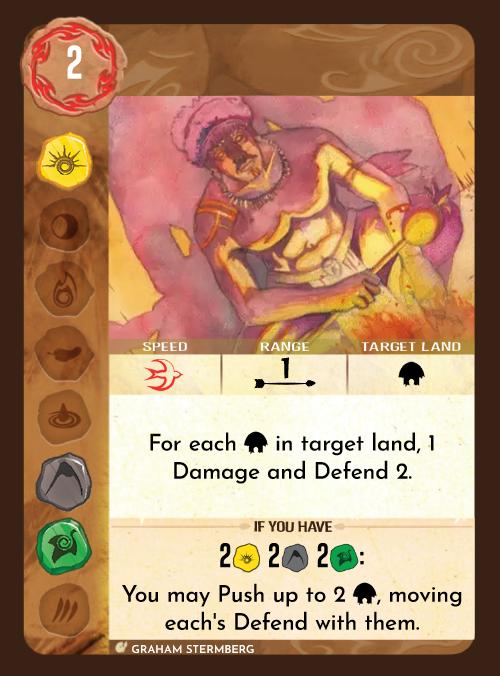 2
SPEED RANGE TARGET LAND
1
For each in target land, 1
Damage and Defend 2.
IF YOU HAVE
2 2 2 :
You may Push up to 2 , moving
each's Defend with them.
GRAHAM STERMBERG